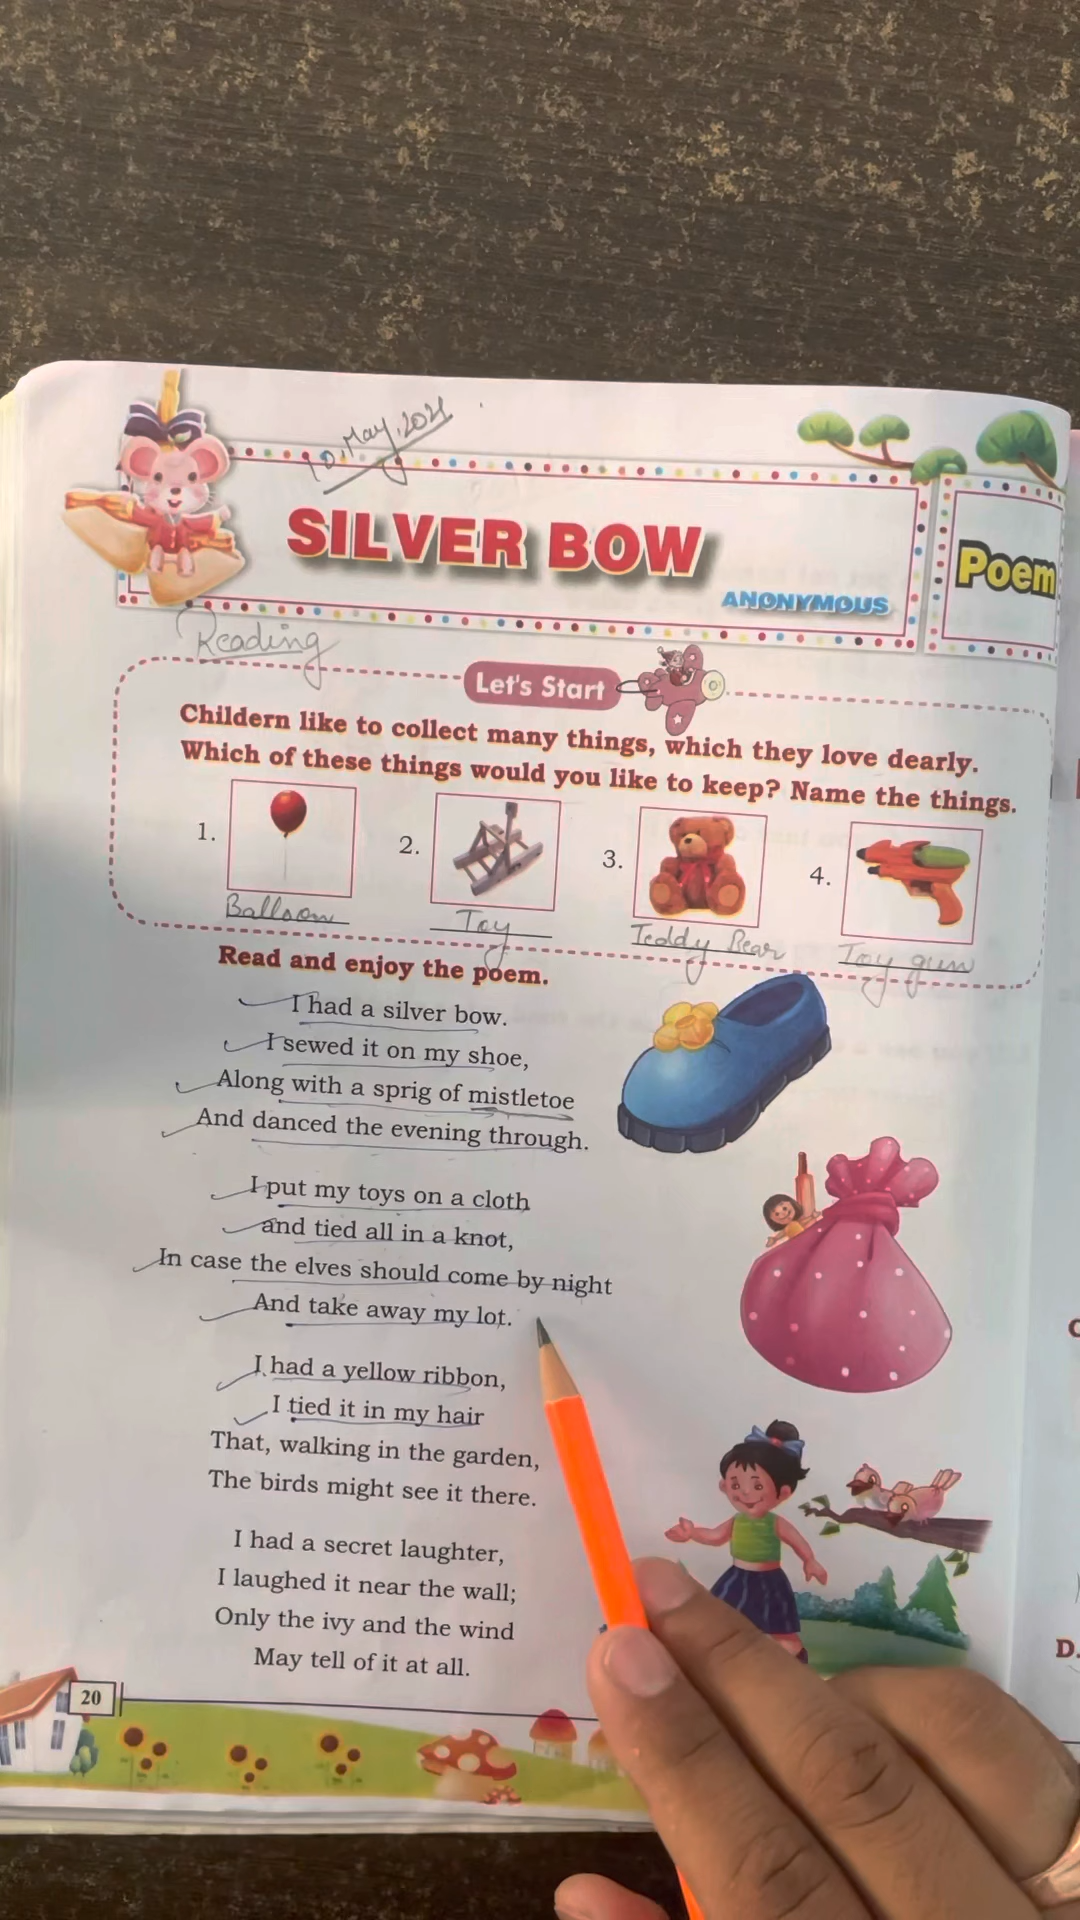 10, May, 2021
SILVER BOW
Poem
ANONYMOUS
Reading
Let's Start
Childern like to collect many things, which they love dearly.
Which of these things would you like to keep? Name the things.
1. 2. 3. 4.
Balloon Toy Teddy Bear Toy gun
Read and enjoy the poem.
I had a silver bow.
I sewed it on my shoe,
Along with a sprig of mistletoe
And danced the evening through.
I put my toys on a cloth
and tied all in a knot,
In case the elves should come by night
And take away my lot.
I had a yellow ribbon,
I tied it in my hair
That, walking in the garden,
The birds might see it there.
I had a secret laughter,
I laughed it near the wall;
Only the ivy and the wind
May tell of it at all.
D.
20